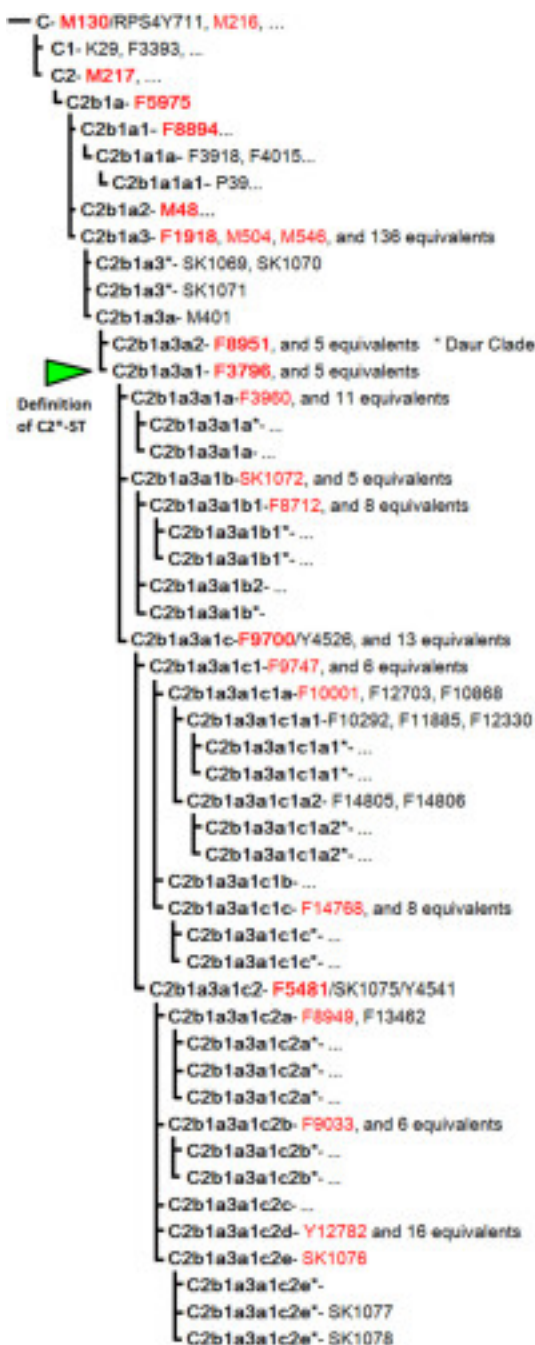 C- M130/RPS4Y711, M216, ...
C1- K29, F3393, ...
C2- M217, ...
C2b1a- F5975
C2b1a1- F8894...
C2b1a1a- F3918, F4015...
C2b1a1a1- P39...
C2b1a2- M48...
C2b1a3- F1918, M504, M546, and 136 equivalents
C2b1a3*- SK1069, SK1070
C2b1a3*- SK1071
C2b1a3a- M401
C2b1a3a2- F8951, and 5 equivalents * Daur Clade
C2b1a3a1- F3796, and 5 equivalents
Definition
of C2*-ST
C2b1a3a1a-F3960, and 11 equivalents
C2b1a3a1a*- ...
C2b1a3a1a- ...
C2b1a3a1b-SK1072, and 5 equivalents
C2b1a3a1b1-F8712, and 8 equivalents
C2b1a3a1b1*- ...
C2b1a3a1b1*- ...
C2b1a3a1b2- ...
C2b1a3a1b*-
C2b1a3a1c-F9700/Y4526, and 13 equivalents
C2b1a3a1c1-F9747, and 6 equivalents
C2b1a3a1c1a-F10001, F12703, F10868
C2b1a3a1c1a1-F10292, F11885, F12330
C2b1a3a1c1a1*- ...
C2b1a3a1c1a1*- ...
C2b1a3a1c1a2- F14805, F14806
C2b1a3a1c1a2*- ...
C2b1a3a1c1a2*- ...
C2b1a3a1c1b- ...
C2b1a3a1c1c- F14768, and 8 equivalents
C2b1a3a1c1c*- ...
C2b1a3a1c1c*- ...
C2b1a3a1c2- F5481/SK1075/Y4541
C2b1a3a1c2a- F8949, F13462
C2b1a3a1c2a*- ...
C2b1a3a1c2a*- ...
C2b1a3a1c2a*- ...
C2b1a3a1c2b- F9033, and 6 equivalents
C2b1a3a1c2b*- ...
C2b1a3a1c2b*- ...
C2b1a3a1c2c- ...
C2b1a3a1c2d- Y12782 and 16 equivalents
C2b1a3a1c2e- SK1076
C2b1a3a1c2e*-
C2b1a3a1c2e*- SK1077
C2b1a3a1c2e*- SK1078